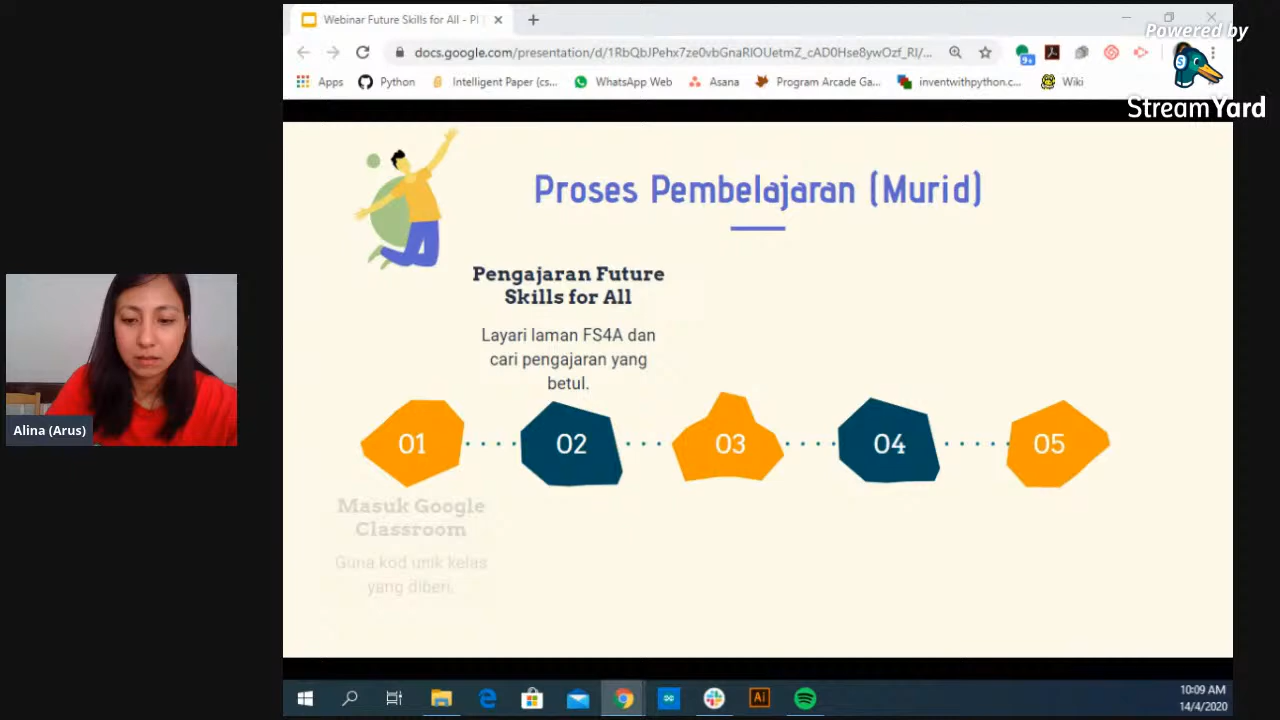 Webinar Future Skills for All - Pl
Powered by
StreamYard
docs.google.com/presentation/d/1RbQbJPehx7ze0vbGnaRlOUetmZ_cAD0Hse8ywOzf_RI/...
9+
Apps
Python
Intelligent Paper (cs...
WhatsApp Web
Asana
Program Arcade Ga...
inventwithpython.c...
Wiki
Proses Pembelajaran (Murid)
Pengajaran Future
Skills for All
Layari laman FS4A dan
cari pengajaran yang
betul.
01
02
03
04
05
Masuk Google
Classroom
Guna kod unik kelas
yang diberi.
Alina (Arus)
Ai
10:09 AM
14/4/2020